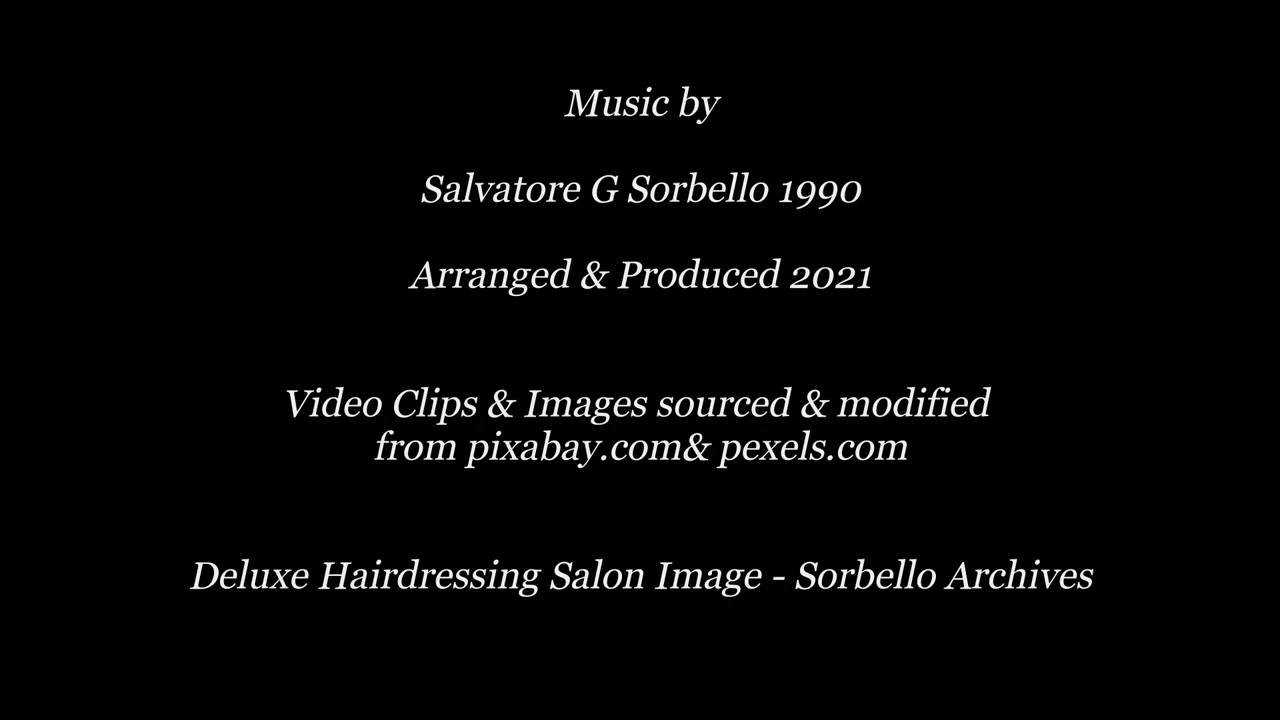 Music by
Salvatore G Sorbello 1990
Arranged & Produced 2021
Video Clips & Images sourced & modified
from pixabay.com& pexels.com
Deluxe Hairdressing Salon Image - Sorbello Archives